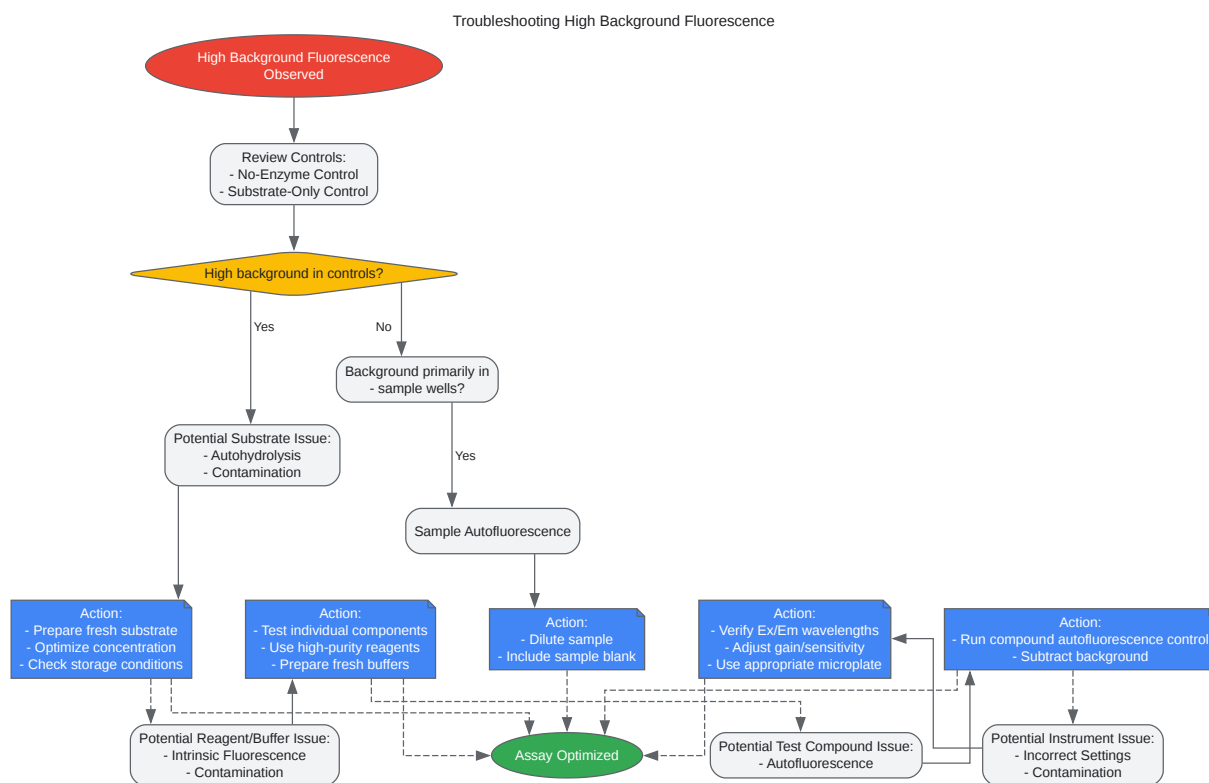 Troubleshooting High Background Fluorescence
High Background Fluorescence
Observed
Review Controls:
- No-Enzyme Control
- Substrate-Only Control
High background in controls?
Yes
No
Background primarily in
- sample wells?
Potential Substrate Issue:
- Autohydrolysis
- Contamination
Yes
Sample Autofluorescence
Action:
- Prepare fresh substrate
- Optimize concentration
- Check storage conditions
Action:
- Test individual components
- Use high-purity reagents
- Prepare fresh buffers
Action:
- Dilute sample
- Include sample blank
Action:
- Verify Ex/Em wavelengths
- Adjust gain/sensitivity
- Use appropriate microplate
Action:
- Run compound autofluorescence control
- Subtract background
Potential Reagent/Buffer Issue:
- Intrinsic Fluorescence
- Contamination
Assay Optimized
Potential Test Compound Issue:
- Autofluorescence
Potential Instrument Issue:
- Incorrect Settings
- Contamination